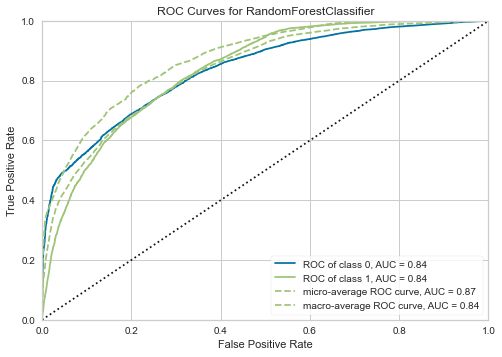 ROC Curves for RandomForestClassifier
1.0
0.8
0.6
0.4
0.2
0.0
True Positive Rate
ROC of class 0, AUC = 0.84
ROC of class 1, AUC = 0.84
micro-average ROC curve, AUC = 0.87
macro-average ROC curve, AUC = 0.84
0.0 0.2 0.4 0.6 0.8 1.0
False Positive Rate